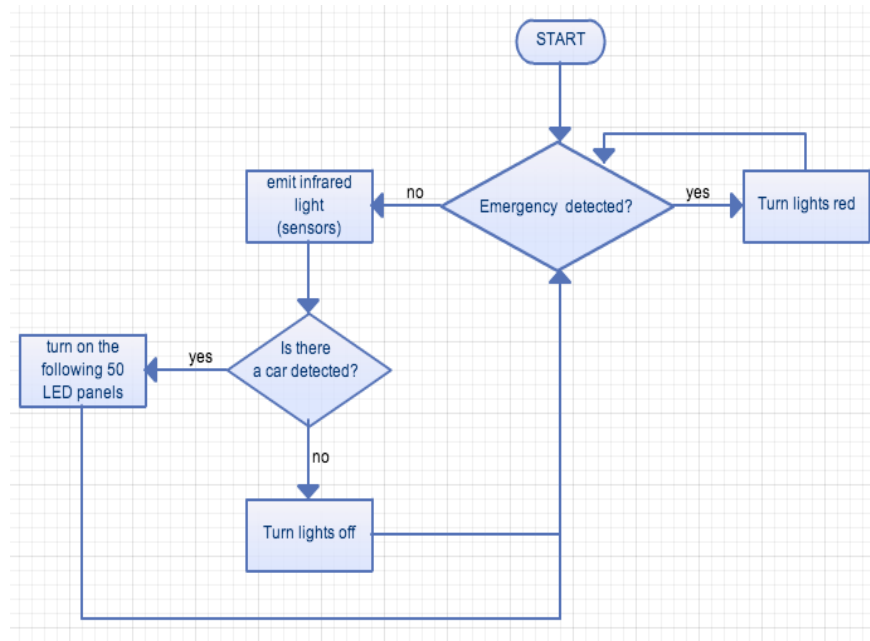 START
Emergency detected?
yes
Turn lights red
no
emit infrared
light
(sensors)
Is there
a car detected?
yes
turn on the
following 50
LED panels
no
Turn lights off